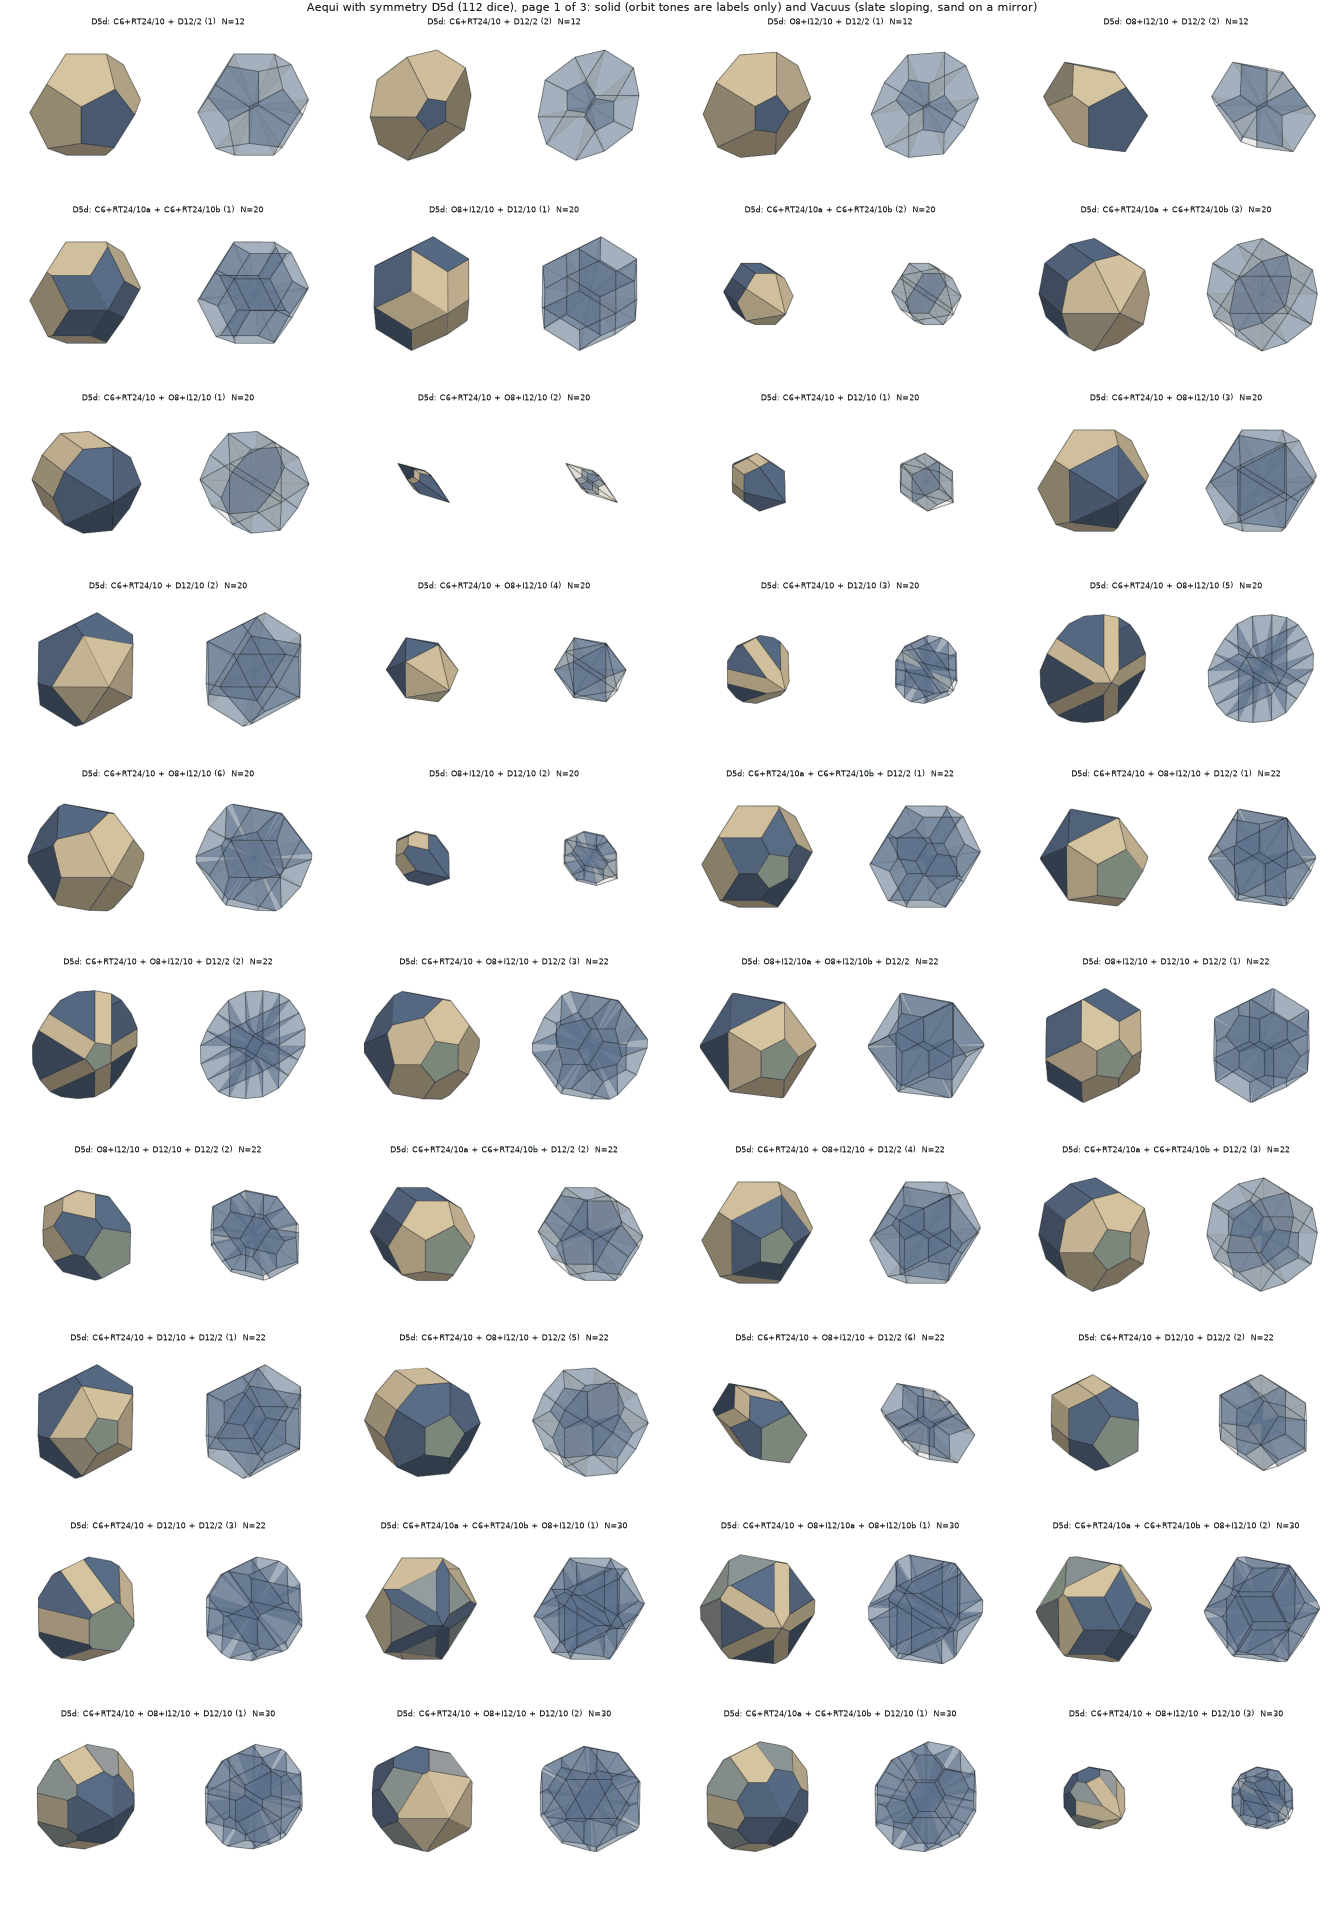 Aequi with symmetry D5d (112 dice), page 1 of 3: solid (orbit tones are labels only) and Vacuus (slate sloping, sand on a mirror)
D5d: C6+RT24/10 + D12/2 (1)  N=12
D5d: C6+RT24/10 + D12/2 (2)  N=12
D5d: O8+I12/10 + D12/2 (1)  N=12
D5d: O8+I12/10 + D12/2 (2)  N=12
D5d: C6+RT24/10a + C6+RT24/10b (1)  N=20
D5d: O8+I12/10 + D12/10 (1)  N=20
D5d: C6+RT24/10a + C6+RT24/10b (2)  N=20
D5d: C6+RT24/10a + C6+RT24/10b (3)  N=20
D5d: C6+RT24/10 + O8+I12/10 (1)  N=20
D5d: C6+RT24/10 + O8+I12/10 (2)  N=20
D5d: C6+RT24/10 + D12/10 (1)  N=20
D5d: C6+RT24/10 + O8+I12/10 (3)  N=20
D5d: C6+RT24/10 + D12/10 (2)  N=20
D5d: C6+RT24/10 + O8+I12/10 (4)  N=20
D5d: C6+RT24/10 + D12/10 (3)  N=20
D5d: C6+RT24/10 + O8+I12/10 (5)  N=20
D5d: C6+RT24/10 + O8+I12/10 (6)  N=20
D5d: O8+I12/10 + D12/10 (2)  N=20
D5d: C6+RT24/10a + C6+RT24/10b + D12/2 (1)  N=22
D5d: C6+RT24/10 + O8+I12/10 + D12/2 (1)  N=22
D5d: C6+RT24/10 + O8+I12/10 + D12/2 (2)  N=22
D5d: C6+RT24/10 + O8+I12/10 + D12/2 (3)  N=22
D5d: O8+I12/10a + O8+I12/10b + D12/2  N=22
D5d: O8+I12/10 + D12/10 + D12/2 (1)  N=22
D5d: O8+I12/10 + D12/10 + D12/2 (2)  N=22
D5d: C6+RT24/10a + C6+RT24/10b + D12/2 (2)  N=22
D5d: C6+RT24/10 + O8+I12/10 + D12/2 (4)  N=22
D5d: C6+RT24/10a + C6+RT24/10b + D12/2 (3)  N=22
D5d: C6+RT24/10 + D12/10 + D12/2 (1)  N=22
D5d: C6+RT24/10 + O8+I12/10 + D12/2 (5)  N=22
D5d: C6+RT24/10 + O8+I12/10 + D12/2 (6)  N=22
D5d: C6+RT24/10 + D12/10 + D12/2 (2)  N=22
D5d: C6+RT24/10 + D12/10 + D12/2 (3)  N=22
D5d: C6+RT24/10a + C6+RT24/10b + O8+I12/10 (1)  N=30
D5d: C6+RT24/10 + O8+I12/10a + O8+I12/10b (1)  N=30
D5d: C6+RT24/10a + C6+RT24/10b + O8+I12/10 (2)  N=30
D5d: C6+RT24/10 + O8+I12/10 + D12/10 (1)  N=30
D5d: C6+RT24/10 + O8+I12/10 + D12/10 (2)  N=30
D5d: C6+RT24/10a + C6+RT24/10b + D12/10 (1)  N=30
D5d: C6+RT24/10 + O8+I12/10 + D12/10 (3)  N=30